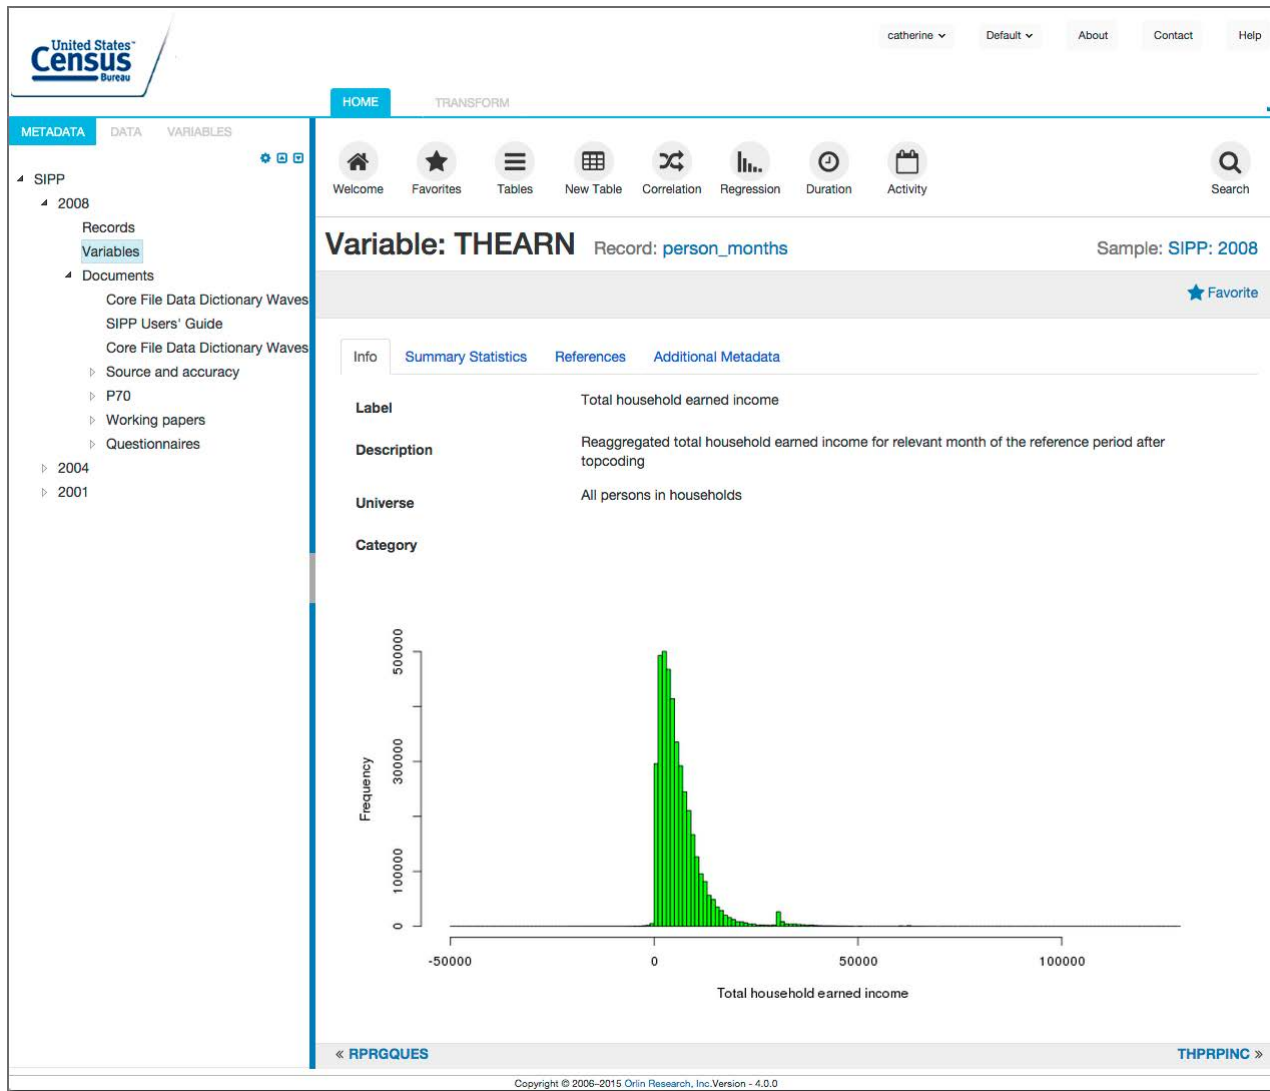 United States™
Census
Bureau
catherine Default About Contact Help
HOME TRANSFORM
METADATA DATA VARIABLES
SIPP
2008
Records
Variables
Documents
Core File Data Dictionary Waves
SIPP Users' Guide
Core File Data Dictionary Waves
Source and accuracy
P70
Working papers
Questionnaires
2004
2001
Welcome Favorites Tables New Table Correlation Regression Duration Activity Search
Variable: THEARN Record: person_months Sample: SIPP: 2008
Favorite
Info Summary Statistics References Additional Metadata
Label Total household earned income
Description Reaggregated total household earned income for relevant month of the reference period after
topcoding
Universe All persons in households
Category
Frequency
500000
300000
100000
0
-50000 0 50000 100000
Total household earned income
« RPRGQUES THPRPINC »
Copyright © 2006–2015 Orlin Research, Inc.Version - 4.0.0